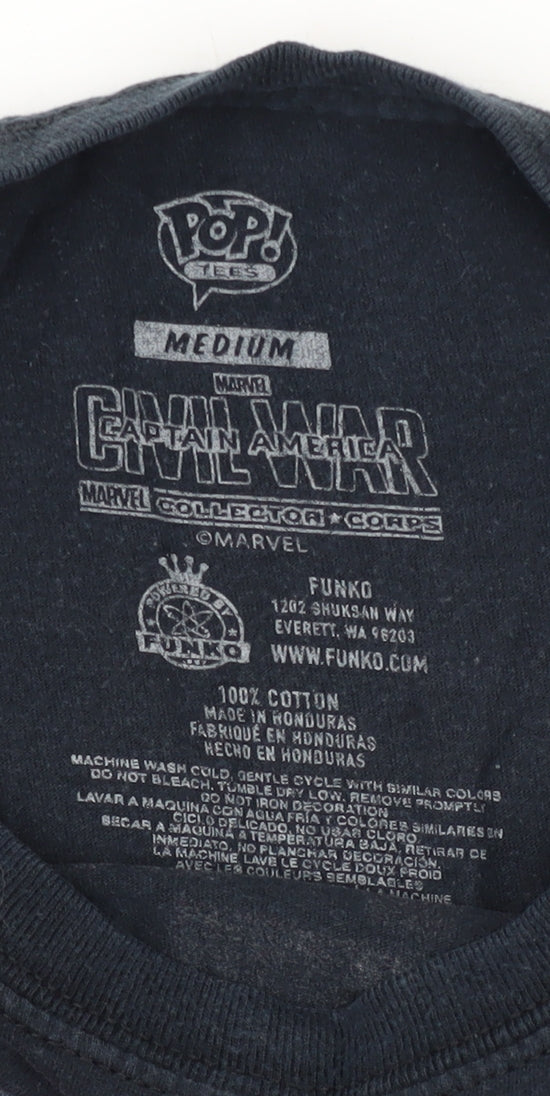 POP!
TEES
MEDIUM
MARVEL
CIVIL WAR
CAPTAIN AMERICA
MARVEL COLLECTOR ★ CORPS
©MARVEL
POWERED BY
FUNKO
FUNKO
1202 SHUKSAN WAY
EVERETT, WA 98203
WWW.FUNKO.COM
100% COTTON
MADE IN HONDURAS
FABRIQUÉ EN HONDURAS
HECHO EN HONDURAS
MACHINE WASH COLD, GENTLE CYCLE WITH SIMILAR COLORS
DO NOT BLEACH, TUMBLE DRY LOW, REMOVE PROMPTLY
DO NOT IRON DECORATION
LAVAR A MAQUINA CON AGUA FRÍA Y COLORES SIMILARES EN
CICLO DELICADO, NO USAR CLORO,
SECAR A MAQUINA A TEMPERATURA BAJA, RETIRAR DE
INMEDIATO, NO PLANCHAR DECORACIÓN
LA MACHINE LAVE LE CYCLE DOUX FROID
AVEC LES COULEURS SEMBLABLES
LA MACHINE